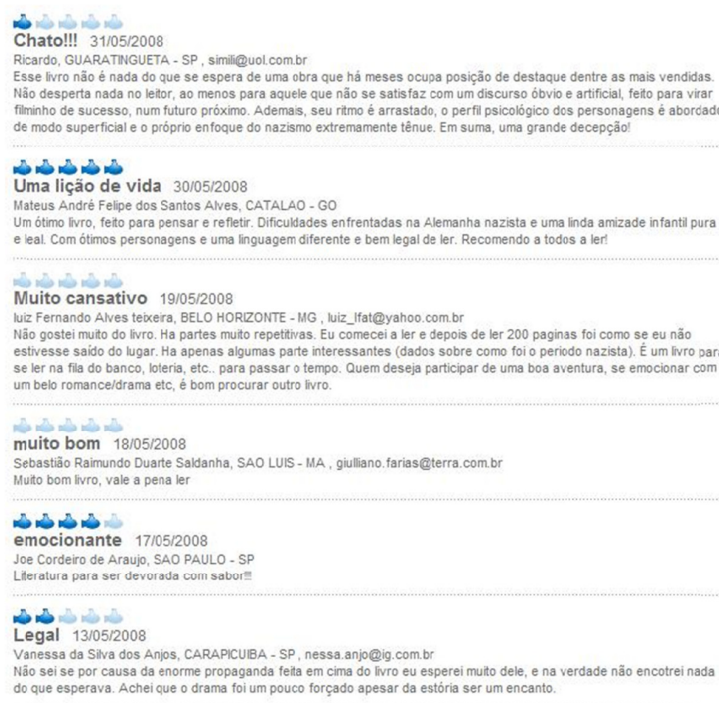 Chato!!! 31/05/2008
Ricardo, GUARATINGUETA - SP , simili@uol.com.br
Esse livro não é nada do que se espera de uma obra que há meses ocupa posição de destaque dentre as mais vendidas.
Não desperta nada no leitor, ao menos para aquele que não se satisfaz com um discurso óbvio e artificial, feito para virar
filminho de sucesso, num futuro próximo. Ademais, seu ritmo é arrastado, o perfil psicológico dos personagens é abordad
de modo superficial e o próprio enfoque do nazismo extremamente tênue. Em suma, uma grande decepção!
Uma lição de vida 30/05/2008
Mateus André Felipe dos Santos Alves, CATALAO - GO
Um ótimo livro, feito para pensar e refletir. Dificuldades enfrentadas na Alemanha nazista e uma linda amizade infantil pura
e leal. Com ótimos personagens e uma linguagem diferente e bem legal de ler. Recomendo a todos a ler!
Muito cansativo 19/05/2008
luiz Fernando Alves teixeira, BELO HORIZONTE - MG , luiz_lfat@yahoo.com.br
Não gostei muito do livro. Ha partes muito repetitivas. Eu comecei a ler e depois de ler 200 paginas foi como se eu não
estivesse saído do lugar. Ha apenas algumas parte interessantes (dados sobre como foi o periodo nazista). É um livro para
se ler na fila do banco, loteria, etc.. para passar o tempo. Quem deseja participar de uma boa aventura, se emocionar com
um belo romance/drama etc, é bom procurar outro livro.
muito bom 18/05/2008
Sebastião Raimundo Duarte Saldanha, SAO LUIS - MA , giulliano.farias@terra.com.br
Muito bom livro, vale a pena ler
emocionante 17/05/2008
Joe Cordeiro de Araujo, SAO PAULO - SP
Literatura para ser devorada com sabor!!!
Legal 13/05/2008
Vanessa da Silva dos Anjos, CARAPICUIBA - SP , nessa.anjo@ig.com.br
Não sei se por causa da enorme propaganda feita em cima do livro eu esperei muito dele, e na verdade não encotrei nada
do que esperava. Achei que o drama foi um pouco forçado apesar da estória ser um encanto.